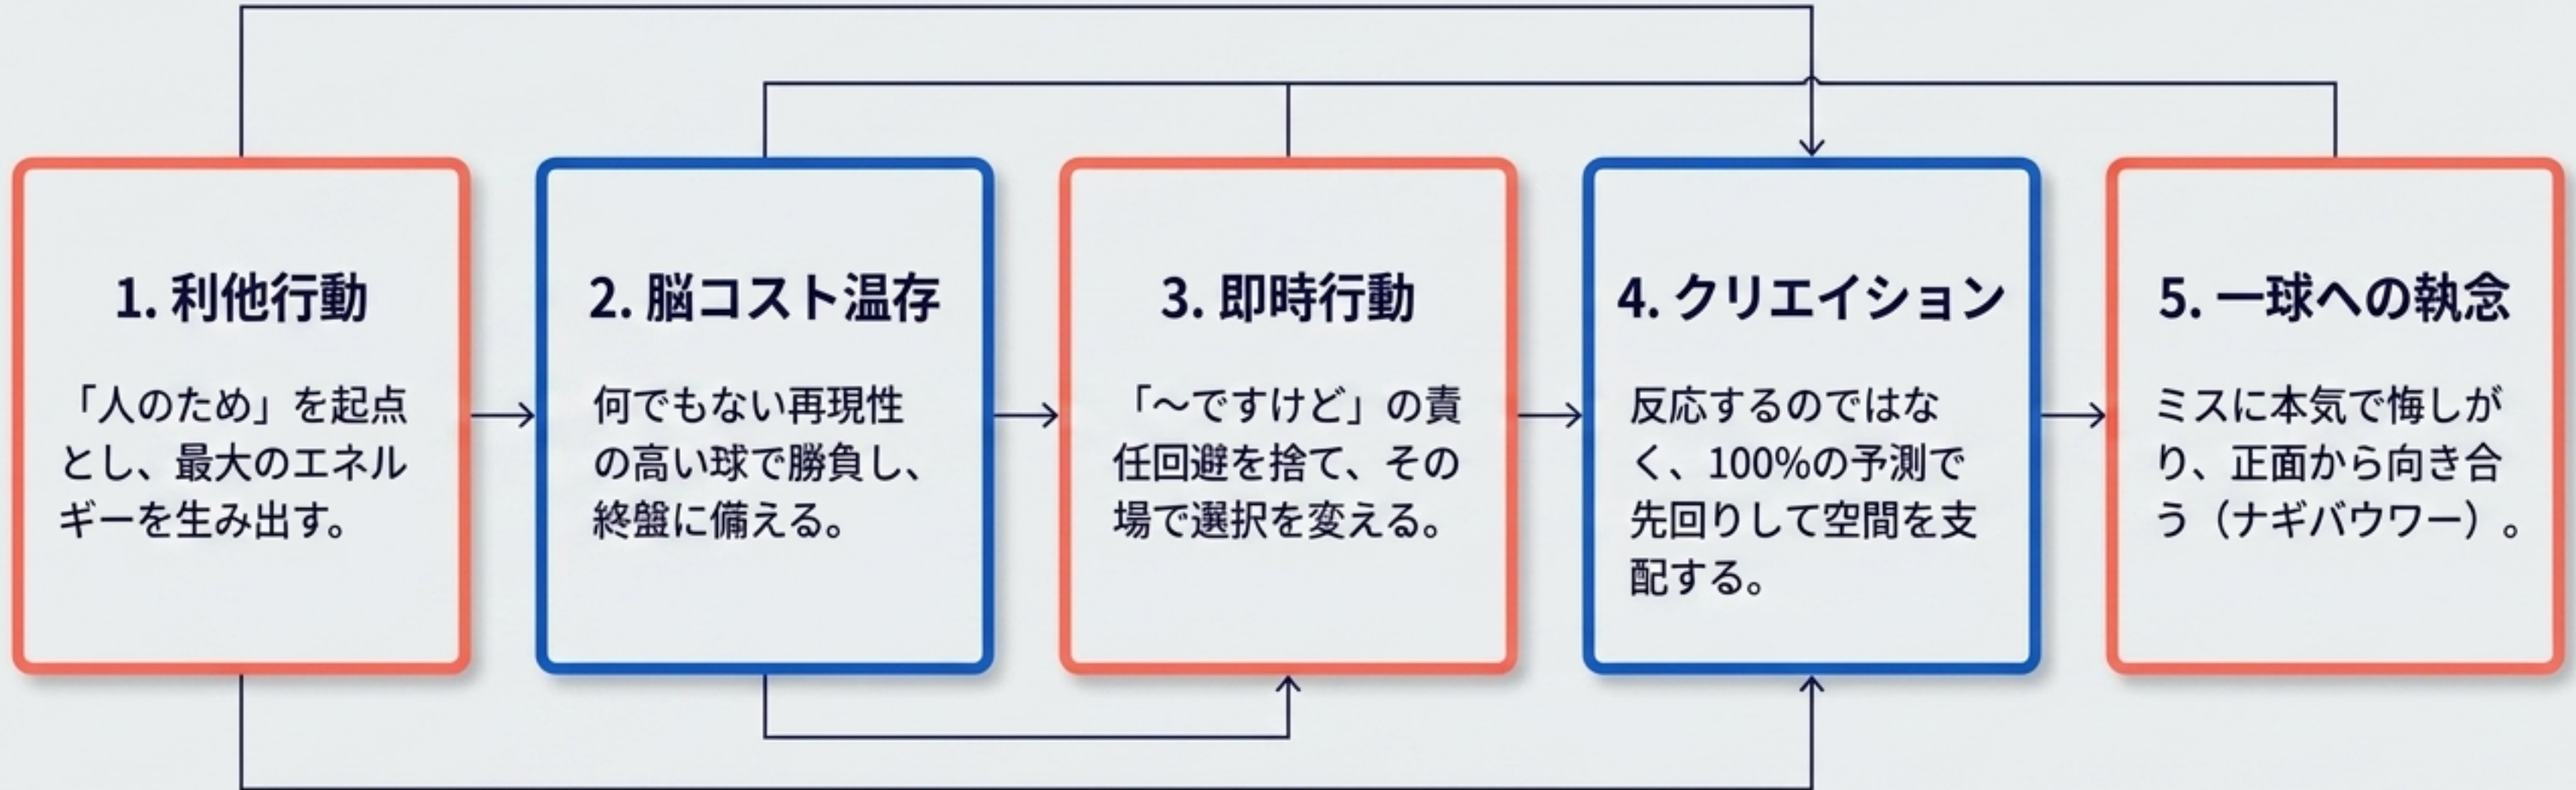 1. 利他行動
「人のため」を起点
とし、最大のエネル
ギーを生み出す。
2. 脳コスト温存
何でもない再現性
の高い球で勝負し、
終盤に備える。
3. 即時行動
「〜ですけど」の責
任回避を捨て、その
場で選択を変える。
4. クリエイション
反応するのではな
く、100%の予測で
先回りして空間を支
配する。
5. 一球への執念
ミスに本気で悔しが
り、正面から向き合
う（ナギバウワー）。